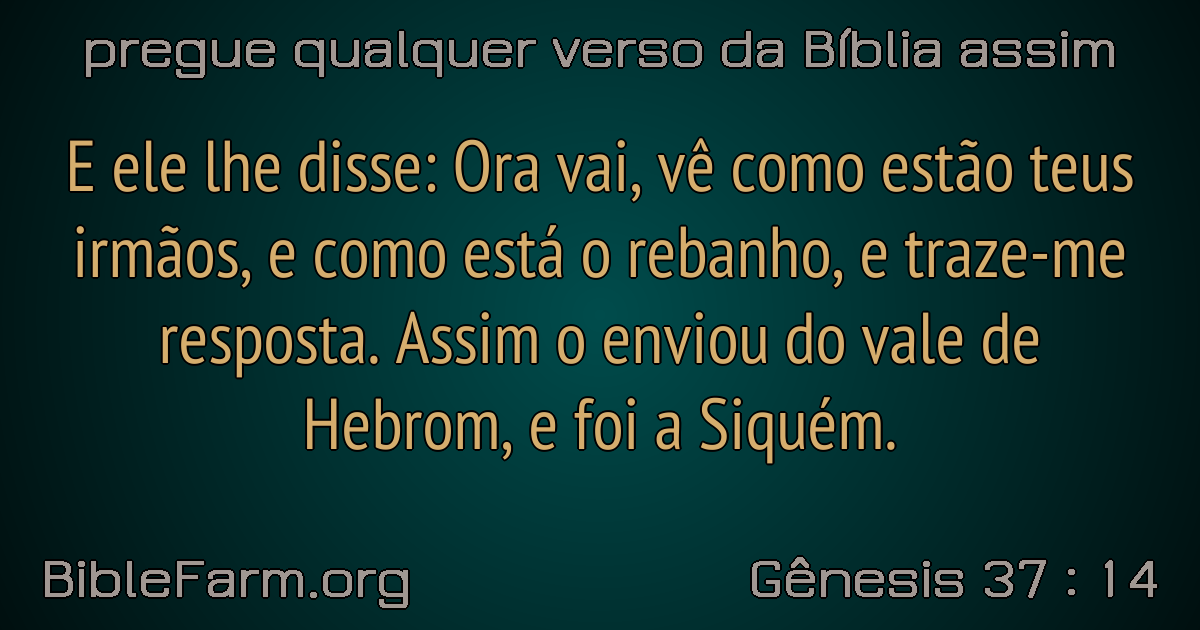 pregue qualquer verso da Bíblia assim
E ele lhe disse: Ora vai, vê como estão teus
irmãos, e como está o rebanho, e traze-me
resposta. Assim o enviou do vale de
Hebrom, e foi a Siquém.
BibleFarm.org
Gênesis 37 : 14